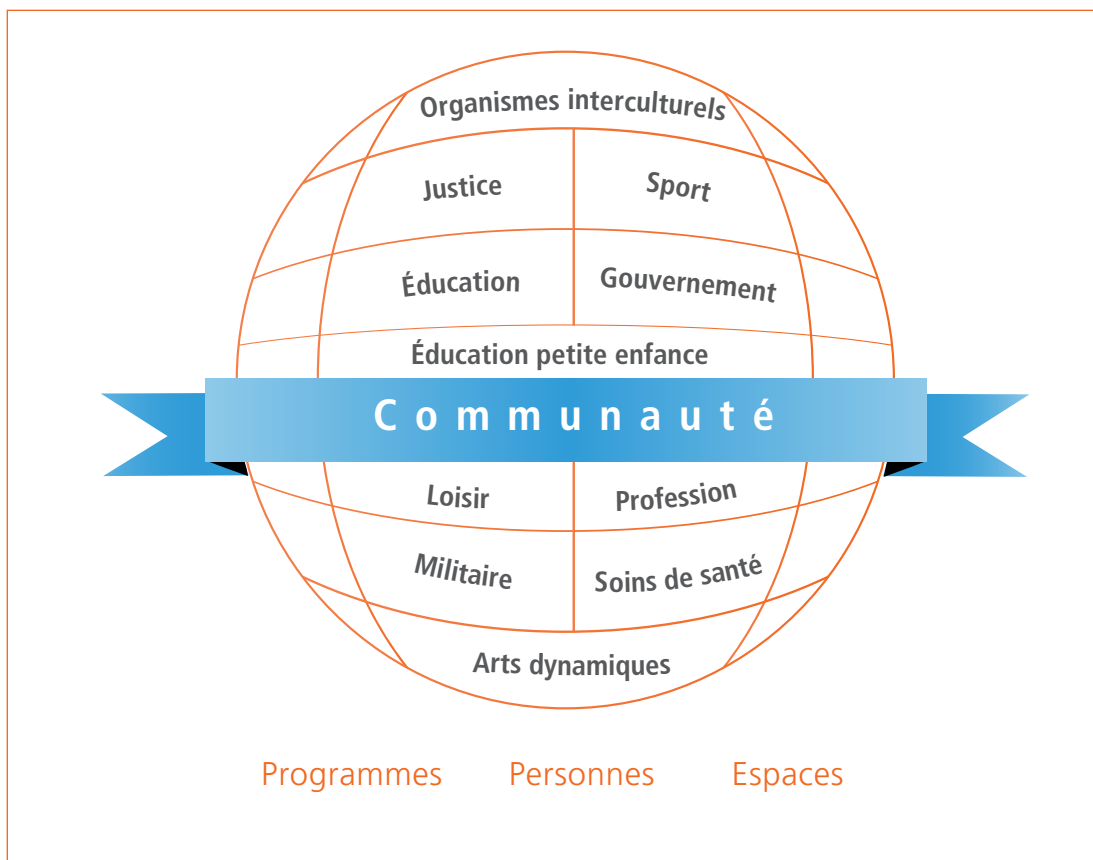 Organismes interculturels
Justice
Sport
Éducation
Gouvernement
Éducation petite enfance
Communauté
Loisir
Profession
Militaire
Soins de santé
Arts dynamiques
Programmes Personnes Espaces